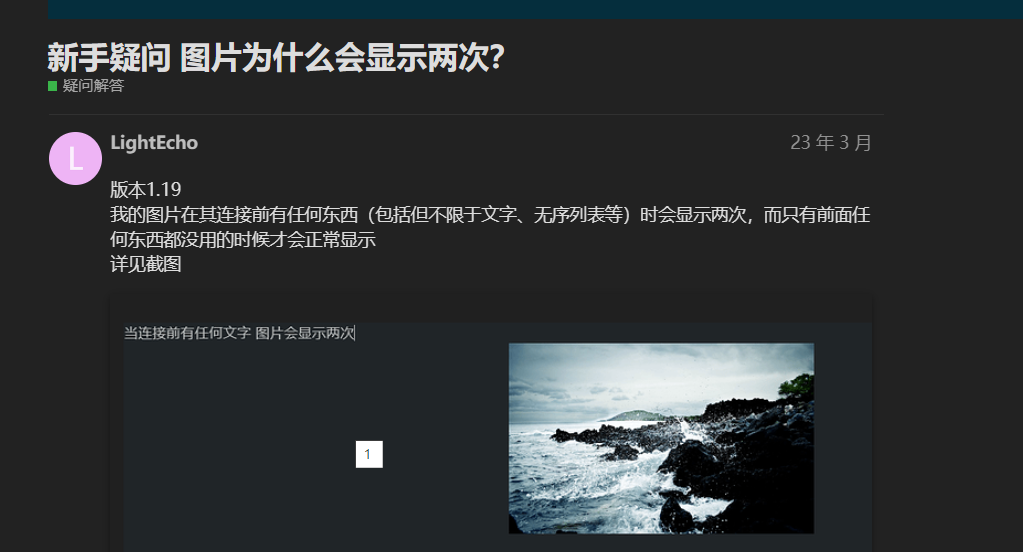 新手疑问 图片为什么会显示两次？
疑问解答
L
LightEcho
23 年 3 月
版本1.19
我的图片在其连接前有任何东西（包括但不限于文字、无序列表等）时会显示两次，而只有前面任
何东西都没用的时候才会正常显示
详见截图
当连接前有任何文字 图片会显示两次
1